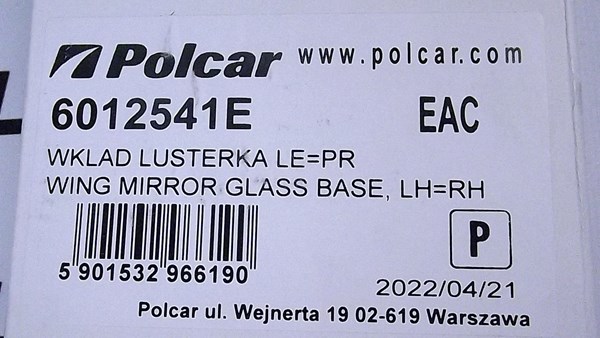 Polcar www.polcar.com
6012541E EAC
WKLAD LUSTERKA LE=PR
WING MIRROR GLASS BASE, LH=RH
P
5 901532 966190
2022/04/21
Polcar ul. Wejnerta 19 02-619 Warszawa